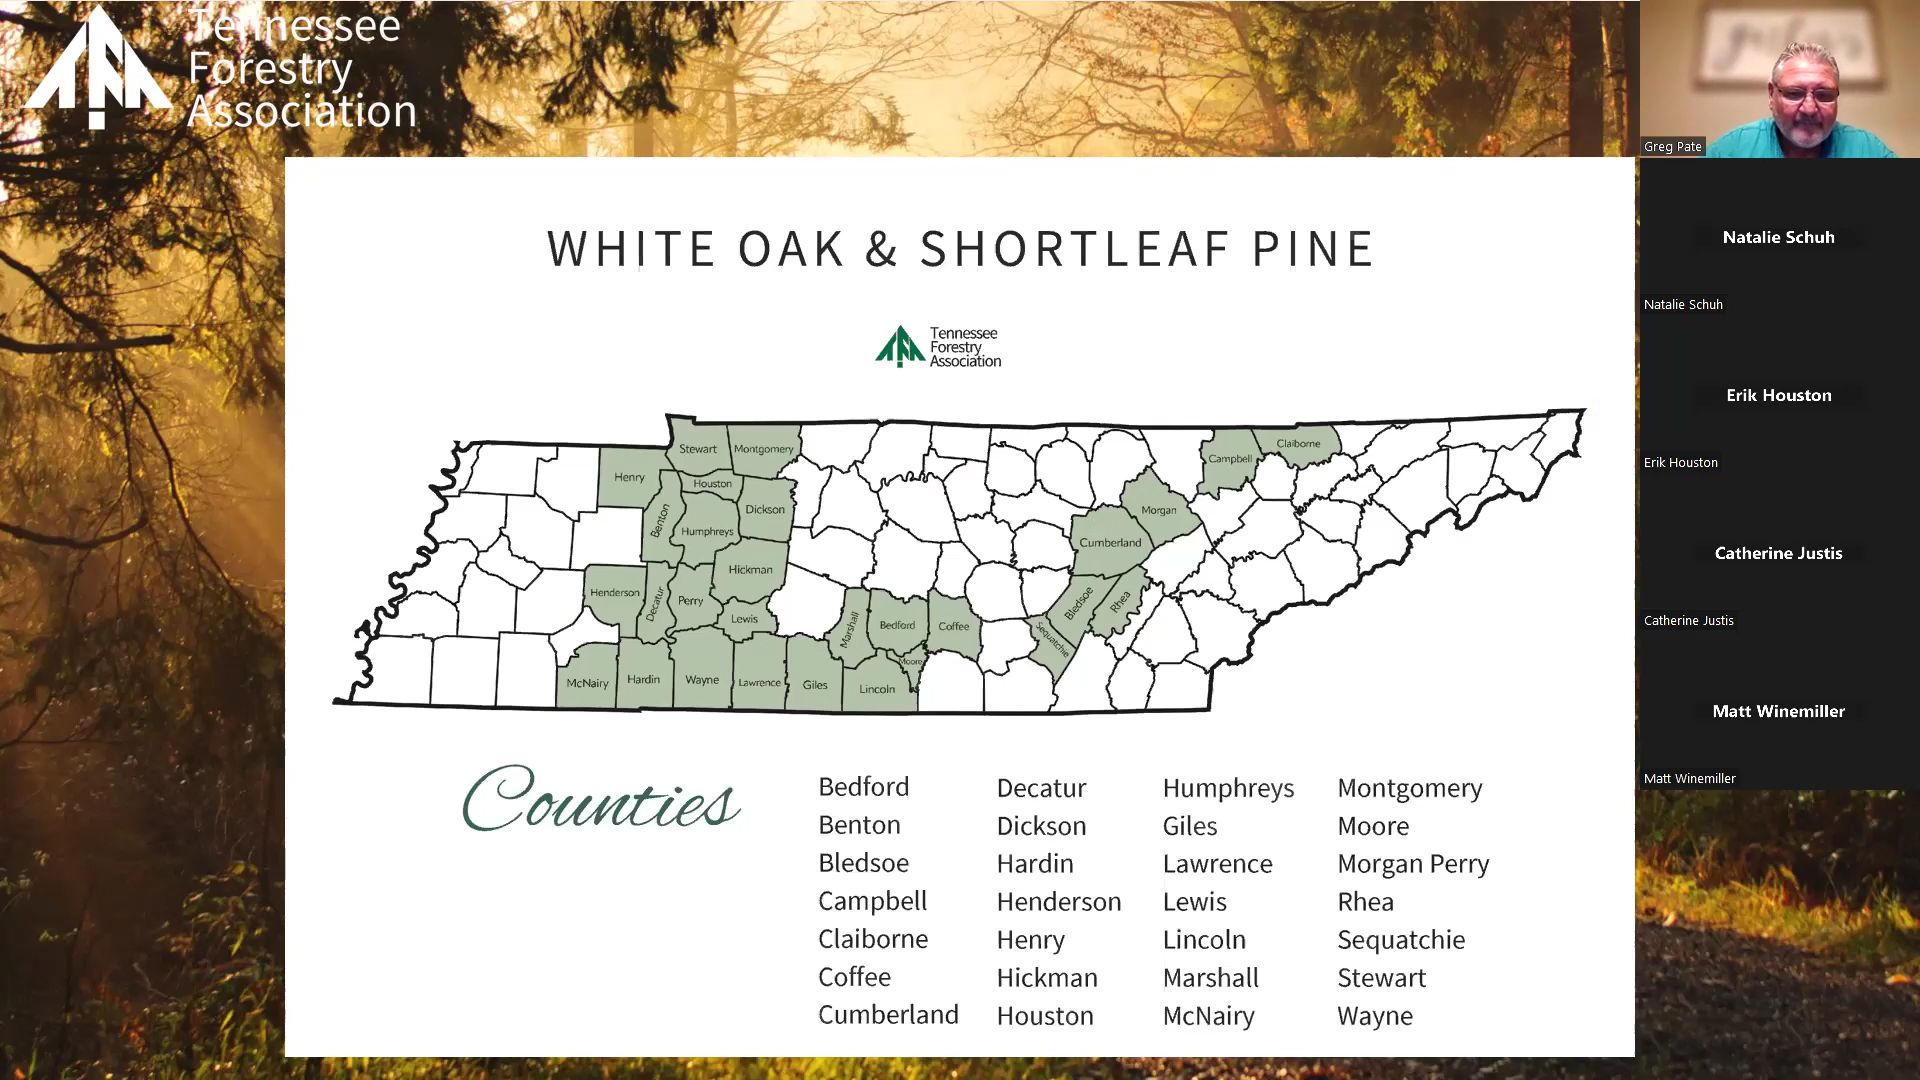 Tennessee
Forestry
Association
WHITE OAK & SHORTLEAF PINE
Tennessee
Forestry
Association
Stewart
Montgomery
Henry
Houston
Benton
Humphreys
Dickson
Hickman
Henderson
Decatur
Perry
Lewis
Marshall
Bedford
Coffee
Moore
McNairy
Hardin
Wayne
Lawrence
Giles
Lincoln
Claiborne
Campbell
Morgan
Cumberland
Bledsoe
Rhea
Sequatchie
Counties
Bedford
Benton
Bledsoe
Campbell
Claiborne
Coffee
Cumberland
Decatur
Dickson
Hardin
Henderson
Henry
Hickman
Houston
Humphreys
Giles
Lawrence
Lewis
Lincoln
Marshall
McNairy
Montgomery
Moore
Morgan Perry
Rhea
Sequatchie
Stewart
Wayne
Greg Pate
Natalie Schuh
Natalie Schuh
Erik Houston
Erik Houston
Catherine Justis
Catherine Justis
Matt Winemiller
Matt Winemiller